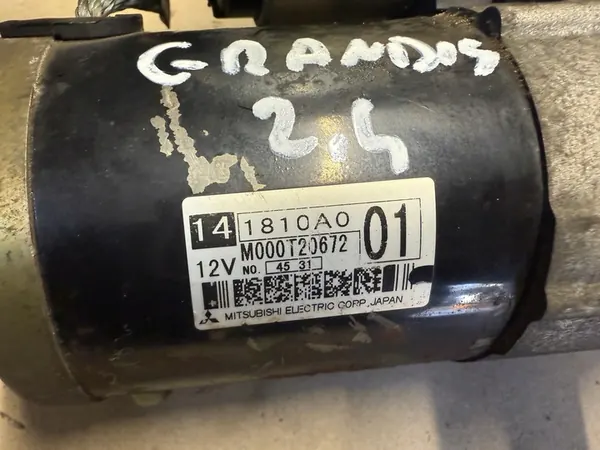 GRANDIS
2.4
14 1810A0 01
12V M000T20672
NO. 45 31
MITSUBISHI ELECTRIC CORP. JAPAN